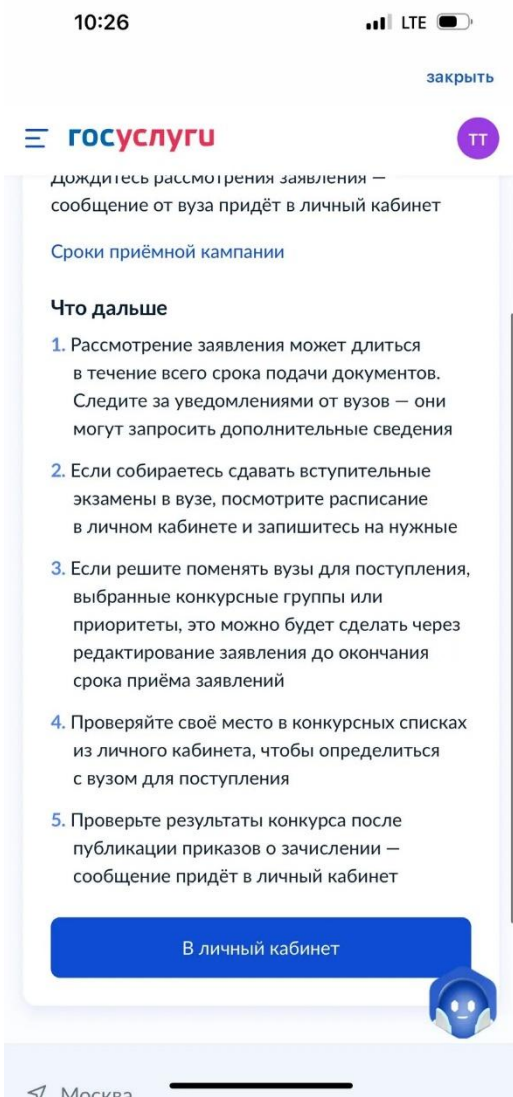 10:26
LTE
закрыть
госуслуги
ТТ
Дождитесь рассмотрения заявления —
сообщение от вуза придёт в личный кабинет
Сроки приёмной кампании
Что дальше
1. Рассмотрение заявления может длиться
в течение всего срока подачи документов.
Следите за уведомлениями от вузов — они
могут запросить дополнительные сведения
2. Если собираетесь сдавать вступительные
экзамены в вузе, посмотрите расписание
в личном кабинете и запишитесь на нужные
3. Если решите поменять вузы для поступления,
выбранные конкурсные группы или
приоритеты, это можно будет сделать через
редактирование заявления до окончания
срока приёма заявлений
4. Проверяйте своё место в конкурсных списках
из личного кабинета, чтобы определиться
с вузом для поступления
5. Проверьте результаты конкурса после
публикации приказов о зачислении —
сообщение придёт в личный кабинет
В личный кабинет
Москва